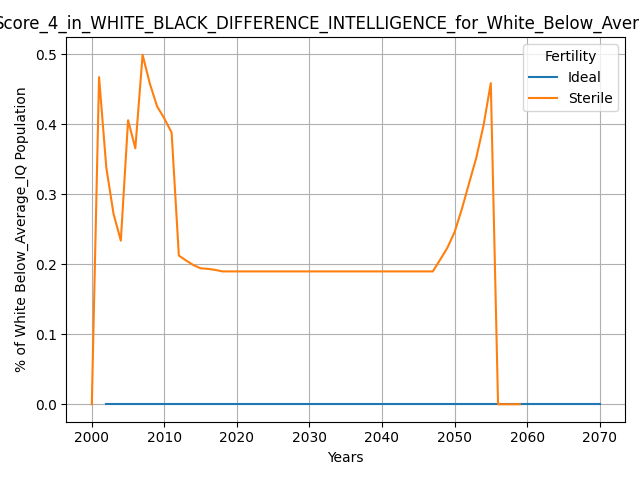 Score_4_in_WHITE_BLACK_DIFFERENCE_INTELLIGENCE_for_White_Below_Aver
Fertility
Ideal
Sterile
% of White Below_Average_IQ Population
0.5
0.4
0.3
0.2
0.1
0.0
2000 2010 2020 2030 2040 2050 2060 2070
Years